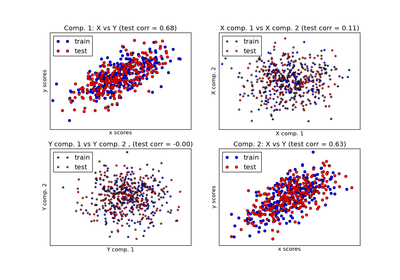 Comp. 1: X vs Y (test corr = 0.68)
train
test
y scores
x scores
X comp. 1 vs X comp. 2 (test corr = 0.11)
train
test
X comp. 2
X comp. 1
Y comp. 1 vs Y comp. 2 , (test corr = -0.00)
train
test
Y comp. 2
Y comp. 1
Comp. 2: X vs Y (test corr = 0.63)
train
test
y scores
x scores